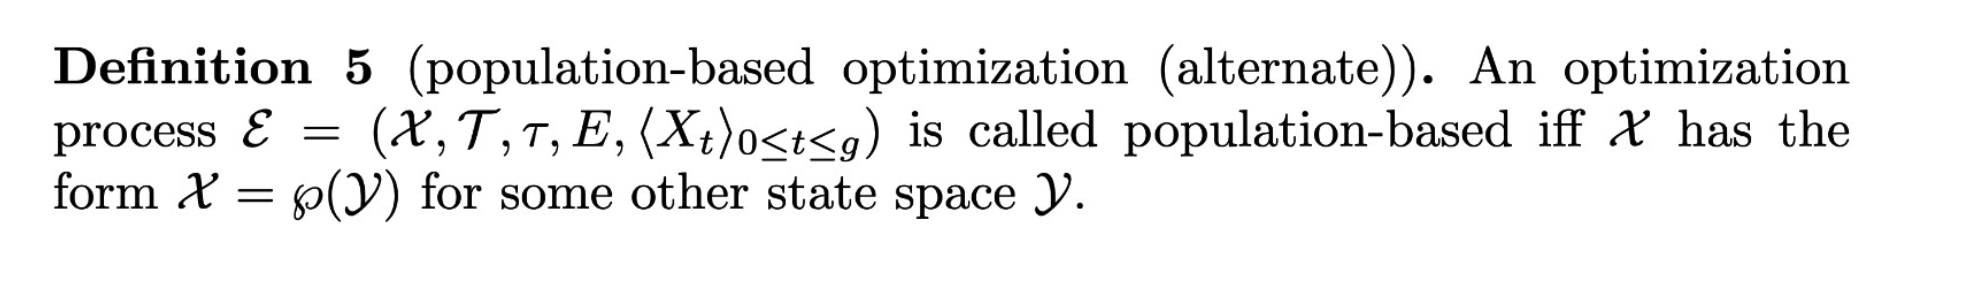 Definition 5 (population-based optimization (alternate)). An optimization
process ℰ = (𝒳, 𝒯, τ, E, ⟨Xₜ⟩₀≤t≤g) is called population-based iff 𝒳 has the
form 𝒳 = ℘(𝒴) for some other state space 𝒴.